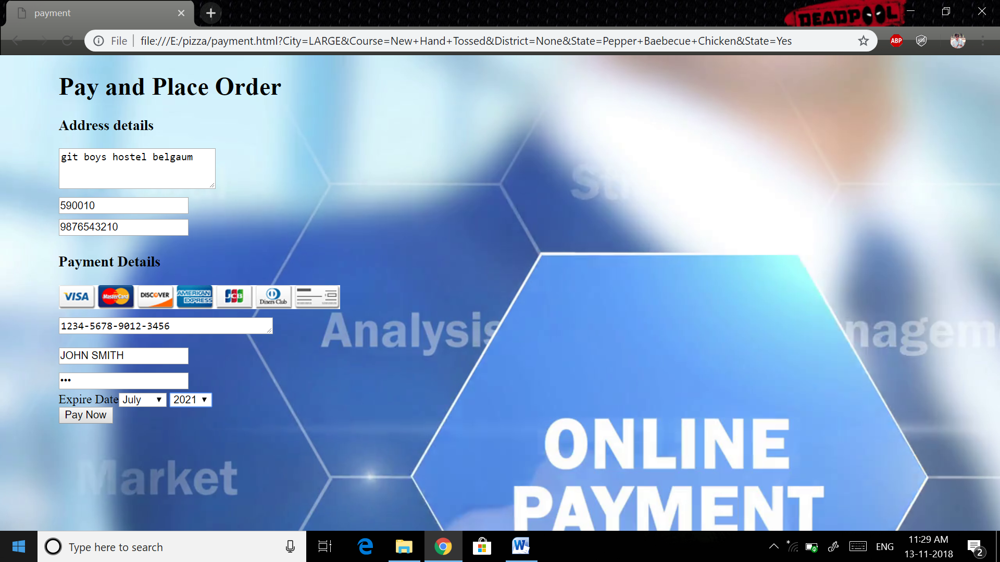 payment
DEADPOOL
File
file:///E:/pizza/payment.html?City=LARGE&Course=New+Hand+Tossed&District=None&State=Pepper+Baebecue+Chicken&State=Yes
ABP
Pay and Place Order
Address details
git boys hostel belgaum
590010
9876543210
Payment Details
VISA MasterCard DISCOVER AMERICAN EXPRESS JCB Diners Club
1234-5678-9012-3456
JOHN SMITH
•••
Expire Date July 2021
Pay Now
St
Analysis
nagem
Market
ONLINE
PAYMENT
Type here to search
ENG
11:29 AM
13-11-2018
2